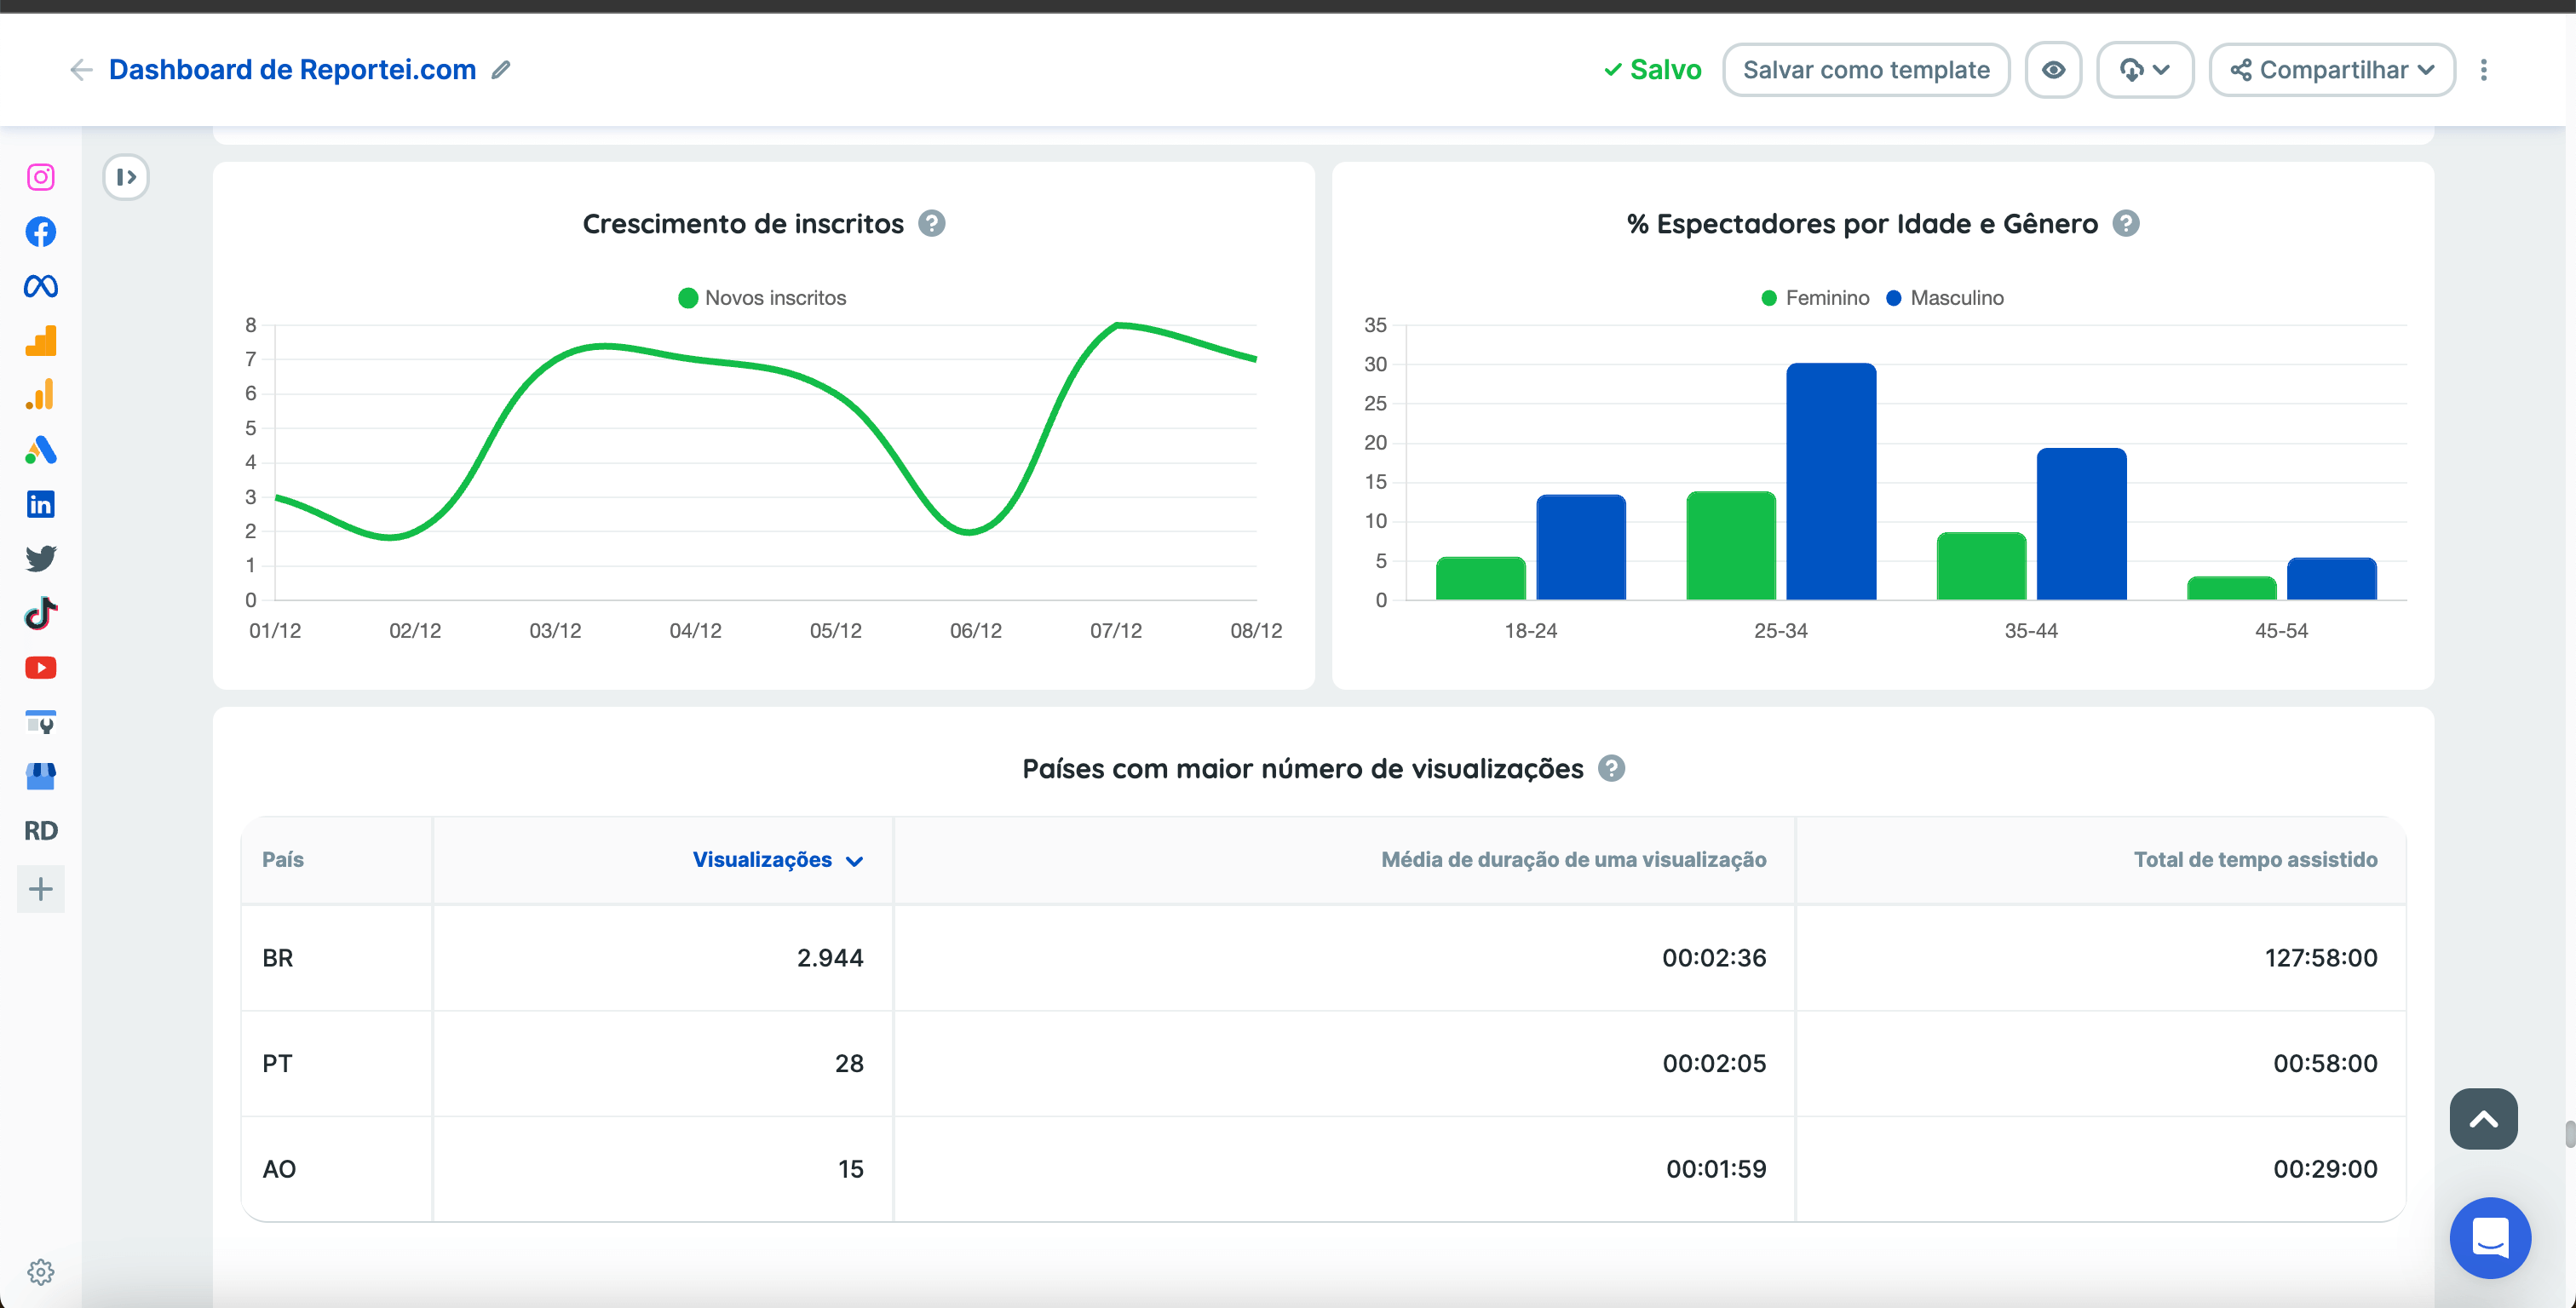 Dashboard de Reportei.com
Salvo
Salvar como template
Compartilhar
Crescimento de inscritos ?
Novos inscritos
8
7
6
5
4
3
2
1
0
01/12 02/12 03/12 04/12 05/12 06/12 07/12 08/12
% Espectadores por Idade e Gênero ?
Feminino Masculino
35
30
25
20
15
10
5
0
18-24 25-34 35-44 45-54
in
RD
Países com maior número de visualizações ?
País Visualizações Média de duração de uma visualização Total de tempo assistido
BR 2.944 00:02:36 127:58:00
PT 28 00:02:05 00:58:00
AO 15 00:01:59 00:29:00